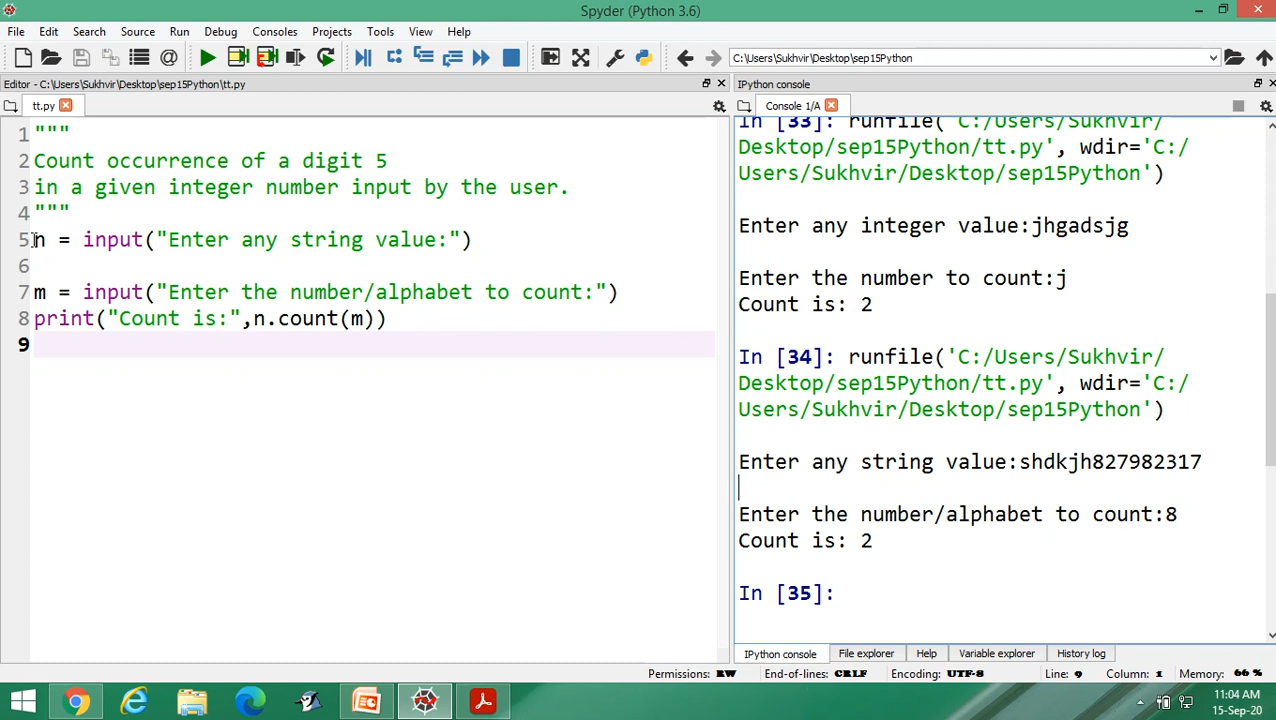 Spyder (Python 3.6)
File Edit Search Source Run Debug Consoles Projects Tools View Help
C:\Users\Sukhvir\Desktop\sep15Python
Editor - C:\Users\Sukhvir\Desktop\sep15Python\tt.py
IPython console
tt.py
Console 1/A
1 """
2 Count occurrence of a digit 5
3 in a given integer number input by the user.
4 """
5 n = input("Enter any string value:")
6
7 m = input("Enter the number/alphabet to count:")
8 print("Count is:",n.count(m))
9
In [33]: runfile('C:/Users/Sukhvir/
Desktop/sep15Python/tt.py', wdir='C:/
Users/Sukhvir/Desktop/sep15Python')
Enter any integer value:jhgadsjg
Enter the number to count:j
Count is: 2
In [34]: runfile('C:/Users/Sukhvir/
Desktop/sep15Python/tt.py', wdir='C:/
Users/Sukhvir/Desktop/sep15Python')
Enter any string value:shdkjh827982317
Enter the number/alphabet to count:8
Count is: 2
In [35]:
IPython console File explorer Help Variable explorer History log
Permissions: RW End-of-lines: CRLF Encoding: UTF-8 Line: 9 Column: 1 Memory: 66 %
11:04 AM
15-Sep-20